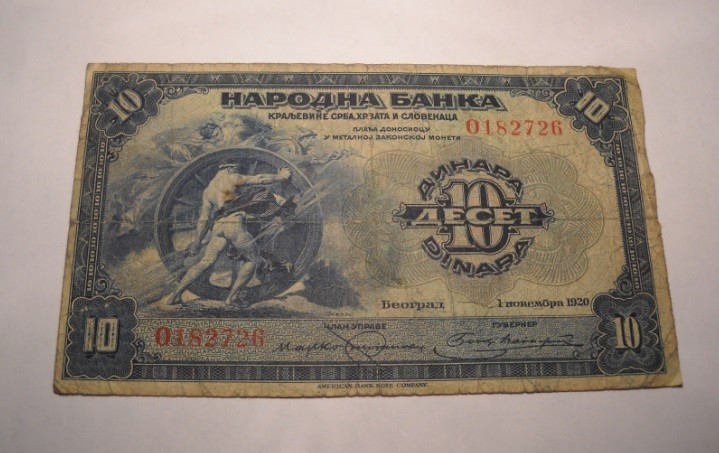 10
10
НАРОДНА БАНКА
КРАЉЕВИНЕ СРБА, ХРВАТА И СЛОВЕНАЦА
ПЛАЋА ДОНОСИОЦУ
У МЕТАЛНОЈ ЗАКОНСКОЈ МОНЕТИ
0182726
ДИНАРА
10
ДЕСЕТ
DINARA
Београд
1 новембра 1920
10
0182726
ЧЛАН УПРАВЕ
ГУВЕРНЕР
10
AMERICAN BANK NOTE COMPANY.